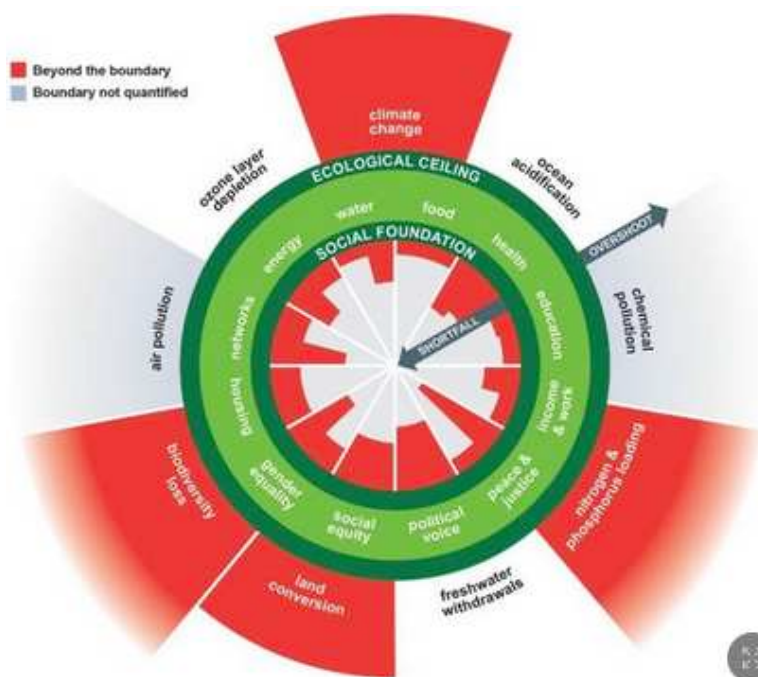 Beyond the boundary
Boundary not quantified
climate
change
ozone layer
depletion
ocean
acidification
ECOLOGICAL CEILING
water
food
energy
health
SOCIAL FOUNDATION
OVERSHOOT
SHORTFALL
air pollution
networks
education
chemical
pollution
housing
income
& work
biodiversity
loss
gender
equality
social
equity
political
voice
peace &
justice
nitrogen &
phosphorus loading
land
conversion
freshwater
withdrawals